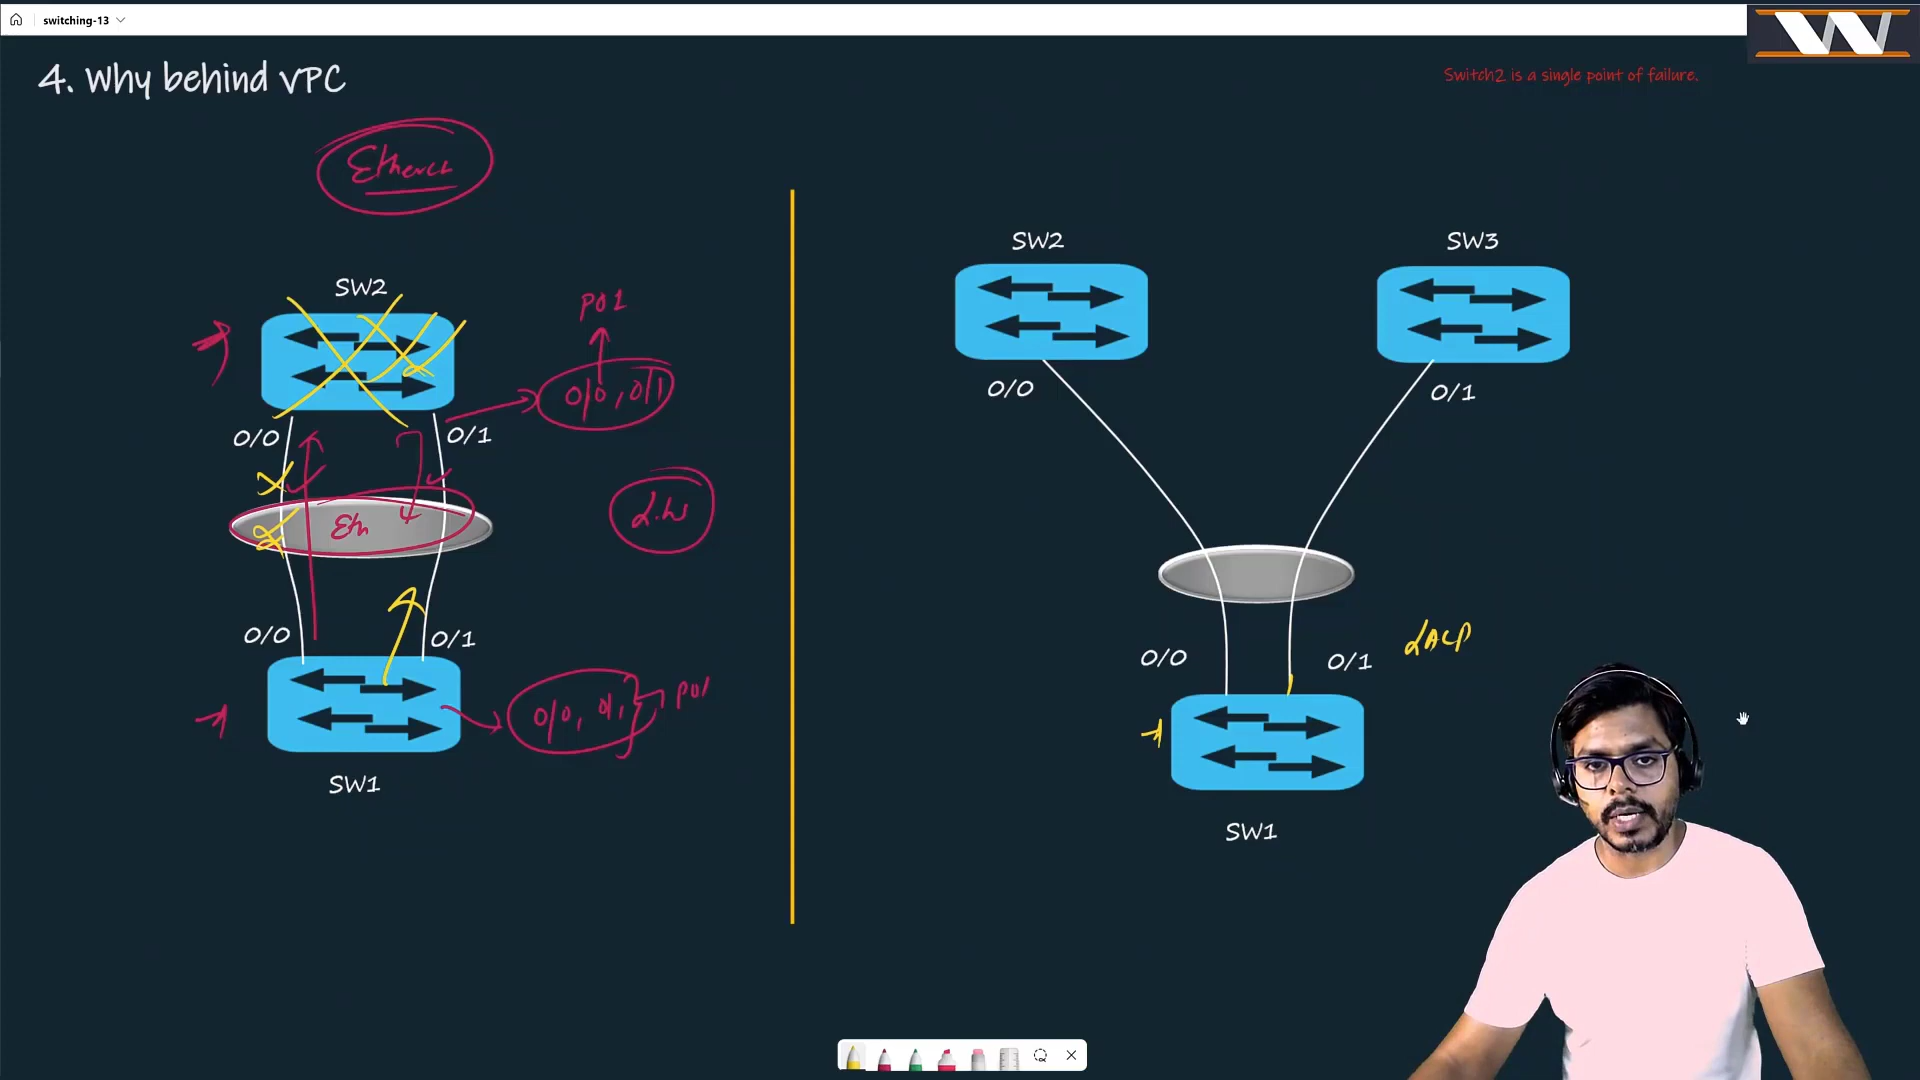 switching-13
4. Why behind VPC
Switch2 is a single point of failure.
Etherch
SW2
PO1
0/0, 0/1
0/0
0/1
Eth
0/0
0/1
0/0, 0/1
PO1
SW1
SW2
SW3
0/0
0/1
0/0
0/1
LACP
SW1